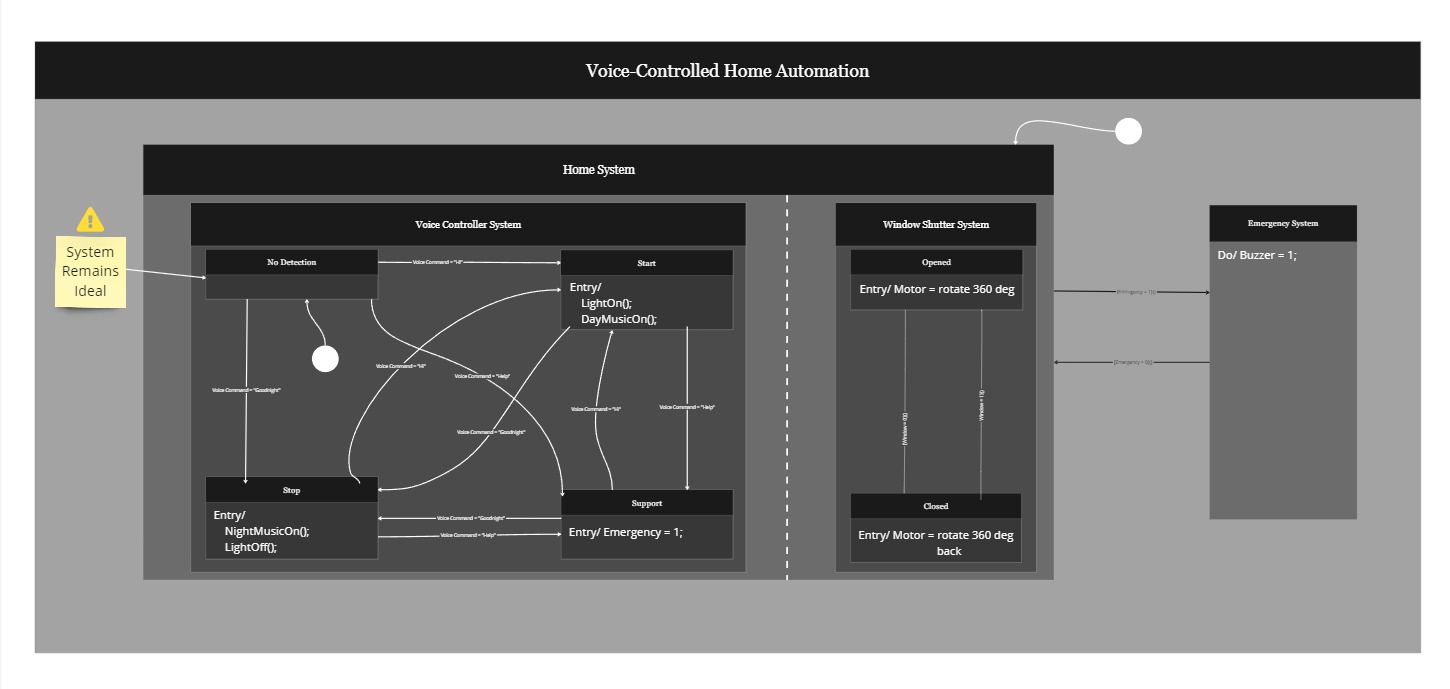 Voice-Controlled Home Automation
Home System
Voice Controller System
Window Shutter System
Emergency System
System
Remains
Ideal
No Detection
Voice Command = "Hi"
Start
Entry/
LightOn();
DayMusicOn();
Opened
Entry/ Motor = rotate 360 deg
Do/ Buzzer = 1;
[Emergency = 1]()
[Emergency = 0]()
Voice Command = "Hi"
Voice Command = "Help"
Voice Command = "Goodnight"
Voice Command = "Hi"
Voice Command = "Help"
Voice Command = "Goodnight"
[Window = 0]()
Window = 1]()
Stop
Entry/
NightMusicOn();
LightOff();
Voice Command = "Goodnight"
Voice Command = "Help"
Support
Entry/ Emergency = 1;
Closed
Entry/ Motor = rotate 360 deg
back